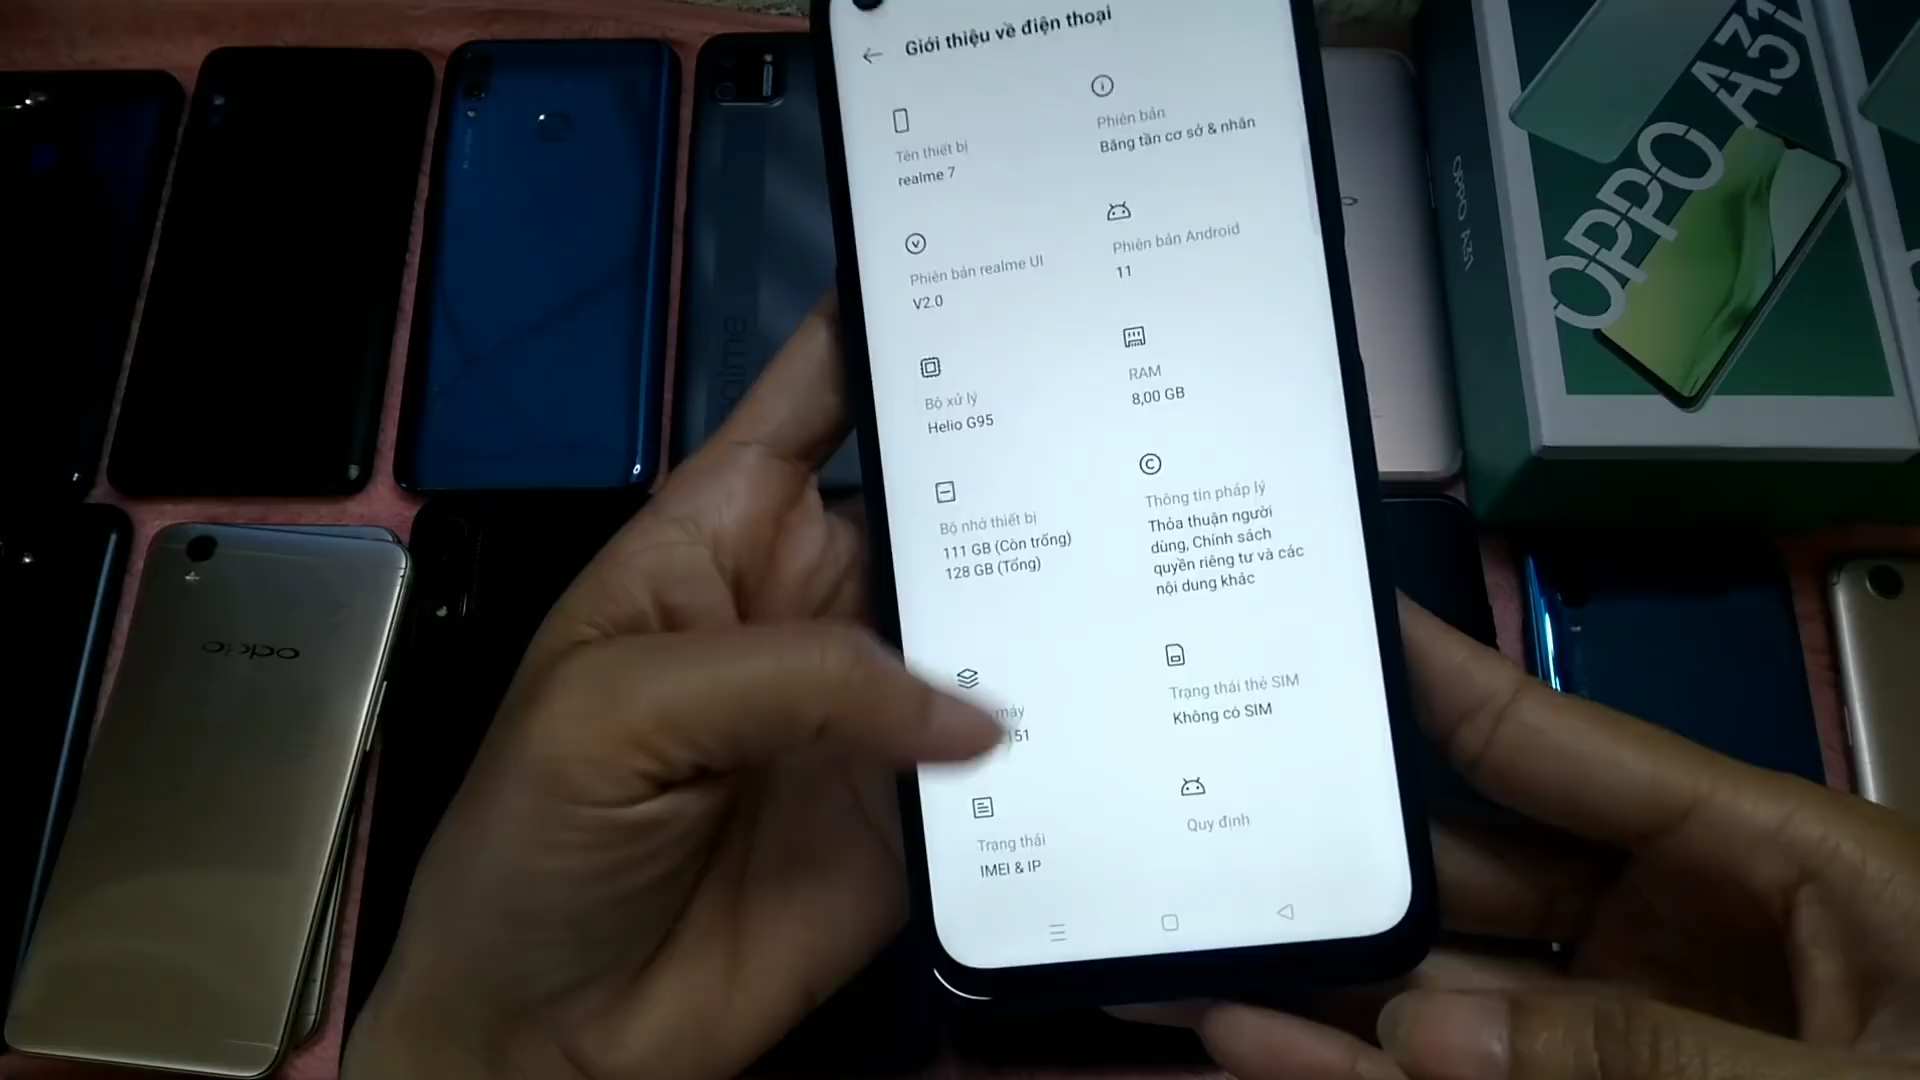 Giới thiệu về điện thoại
Tên thiết bị
realme 7
Phiên bản
Băng tần cơ sở & nhân
Phiên bản realme UI
V2.0
Phiên bản Android
11
Bộ xử lý
Helio G95
RAM
8,00 GB
Bộ nhớ thiết bị
111 GB (Còn trống)
128 GB (Tổng)
Thông tin pháp lý
Thỏa thuận người
dùng, Chính sách
quyền riêng tư và các
nội dung khác
máy
151
Trạng thái thẻ SIM
Không có SIM
Trạng thái
IMEI & IP
Quy định
OPPO A31
OPPO A31
oppo
realme